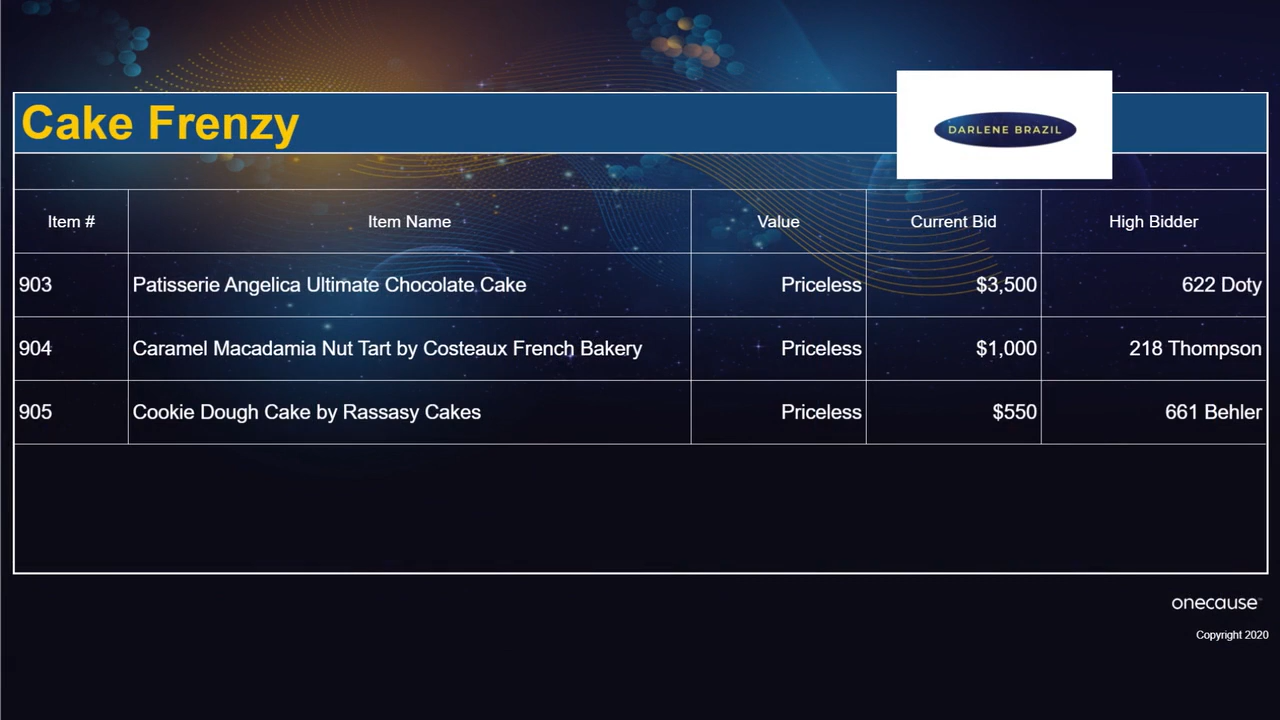 Cake Frenzy
DARLENE BRAZIL
Item # Item Name Value Current Bid High Bidder
903 Patisserie Angelica Ultimate Chocolate Cake Priceless $3,500 622 Doty
904 Caramel Macadamia Nut Tart by Costeaux French Bakery Priceless $1,000 218 Thompson
905 Cookie Dough Cake by Rassasy Cakes Priceless $550 661 Behler
onecause™
Copyright 2020